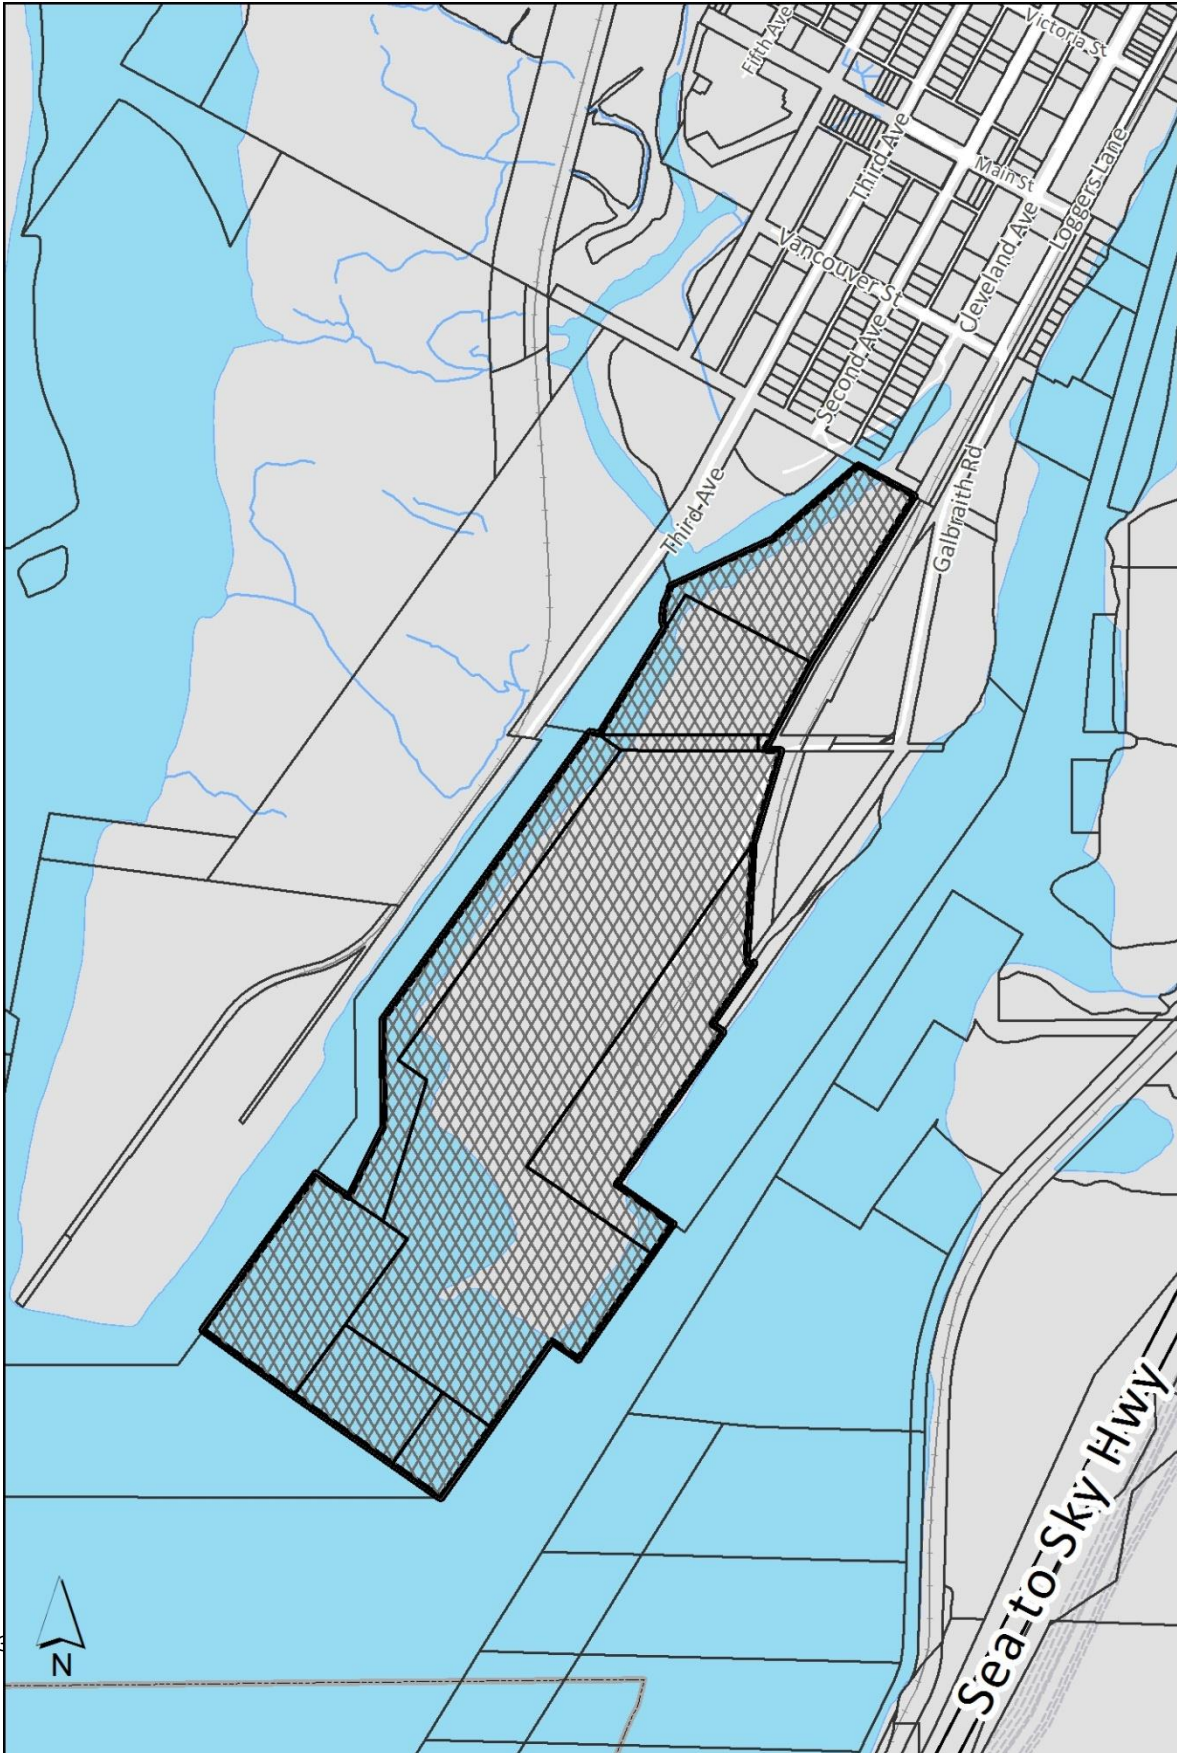 Victoria St
Fifth Ave
Third Ave
Main St
Loggers Lane
Cleveland Ave
Vancouver St
Second Ave
Third Ave
Galbraith Rd
Sea to Sky Hwy
N